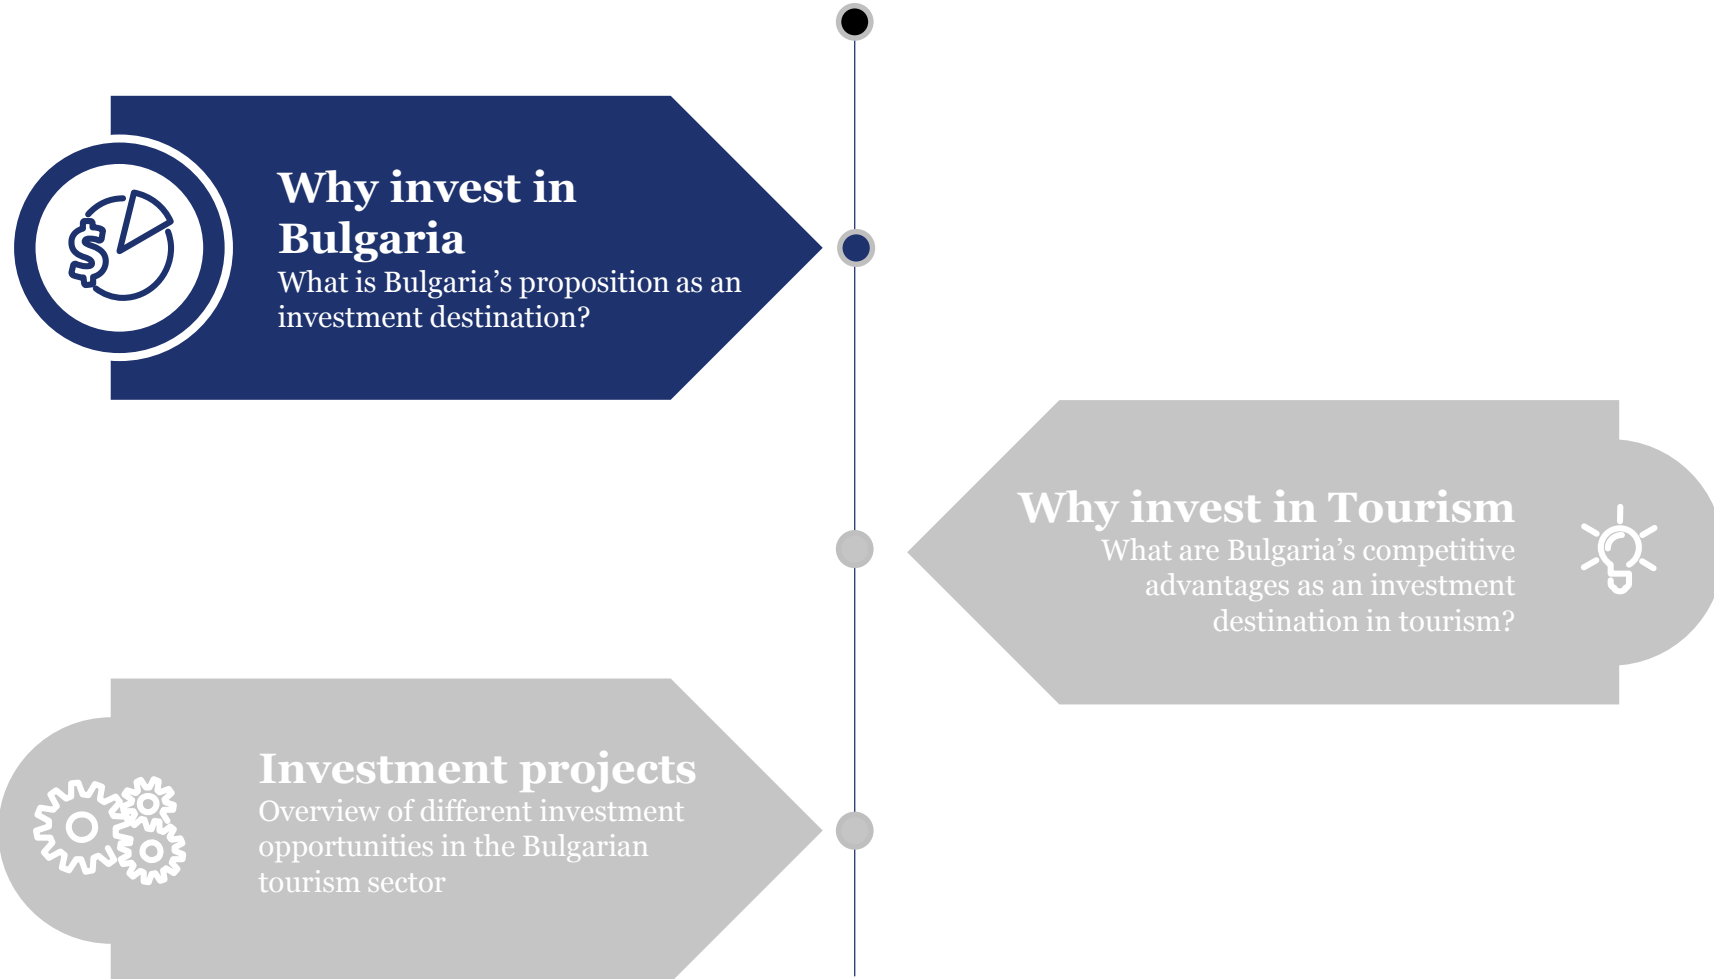 Why invest in
Bulgaria
What is Bulgaria’s proposition as an
investment destination?
Why invest in Tourism
What are Bulgaria’s competitive
advantages as an investment
destination in tourism?
Investment projects
Overview of different investment
opportunities in the Bulgarian
tourism sector